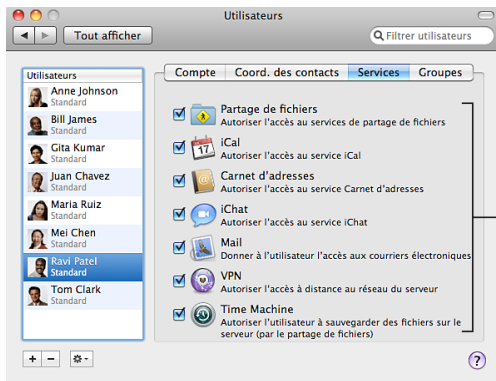 Utilisateurs
Tout afficher
Filtrer utilisateurs
Utilisateurs
Anne Johnson
Standard
Bill James
Standard
Gita Kumar
Standard
Juan Chavez
Standard
Maria Ruiz
Standard
Mei Chen
Standard
Ravi Patel
Standard
Tom Clark
Standard
Compte Coord. des contacts Services Groupes
Partage de fichiers
Autoriser l'accès au services de partage de fichiers
17
iCal
Autoriser l'accès au service iCal
@
Carnet d'adresses
Autoriser l'accès au service Carnet d'adresses
iChat
Autoriser l'accès au service iChat
Mail
Donner à l'utilisateur l'accès aux courriers électroniques
VPN
Autoriser l'accès à distance au réseau du serveur
Time Machine
Autoriser l'utilisateur à sauvegarder des fichiers sur le
serveur (par le partage de fichiers)
+ −
?